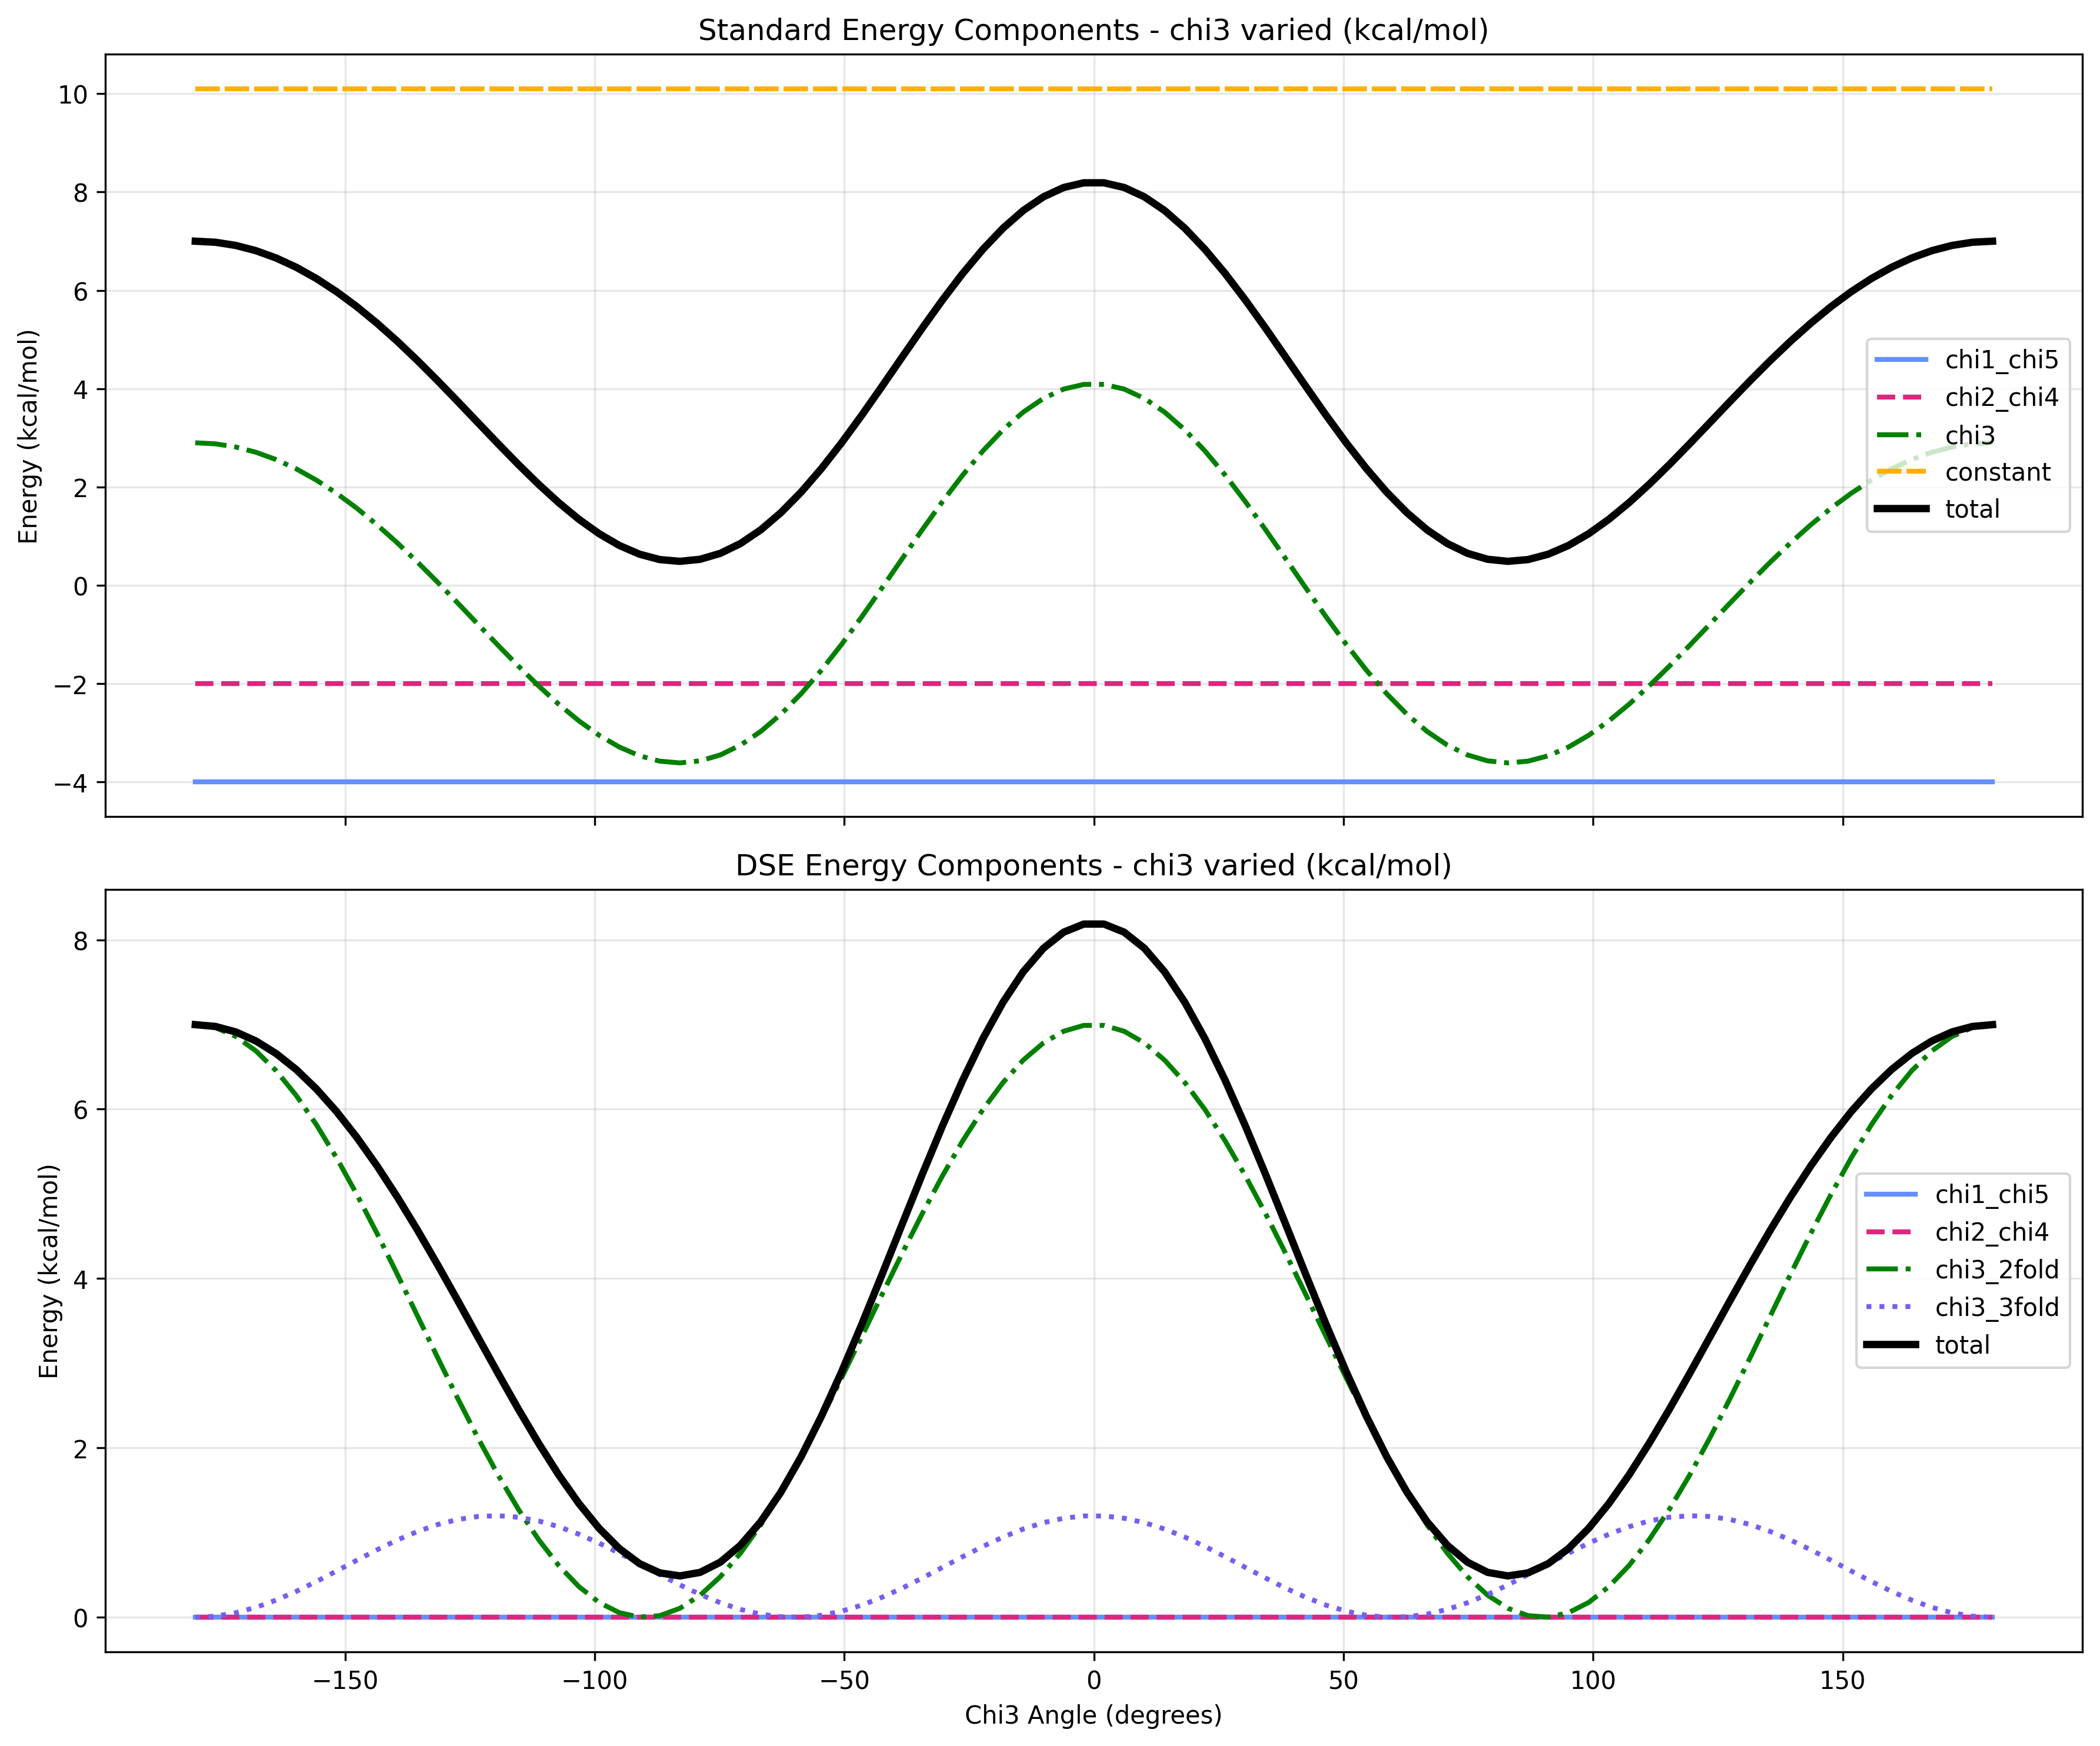 Standard Energy Components - chi3 varied (kcal/mol)
Energy (kcal/mol)
10
8
6
4
2
0
−2
−4
chi1_chi5
chi2_chi4
chi3
constant
total
DSE Energy Components - chi3 varied (kcal/mol)
Energy (kcal/mol)
8
6
4
2
0
chi1_chi5
chi2_chi4
chi3_2fold
chi3_3fold
total
−150
−100
−50
0
50
100
150
Chi3 Angle (degrees)